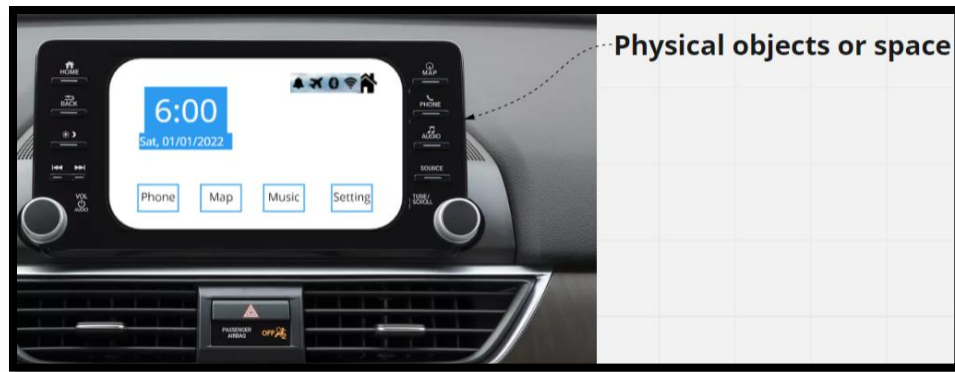 Physical objects or space
HOME
MAP
BACK
PHONE
AUDIO
6:00
Sat, 01/01/2022
SOURCE
VOL
AUDIO
TUNE/
SCROLL
Phone
Map
Music
Setting
PASSENGER
AIRBAG
OFF